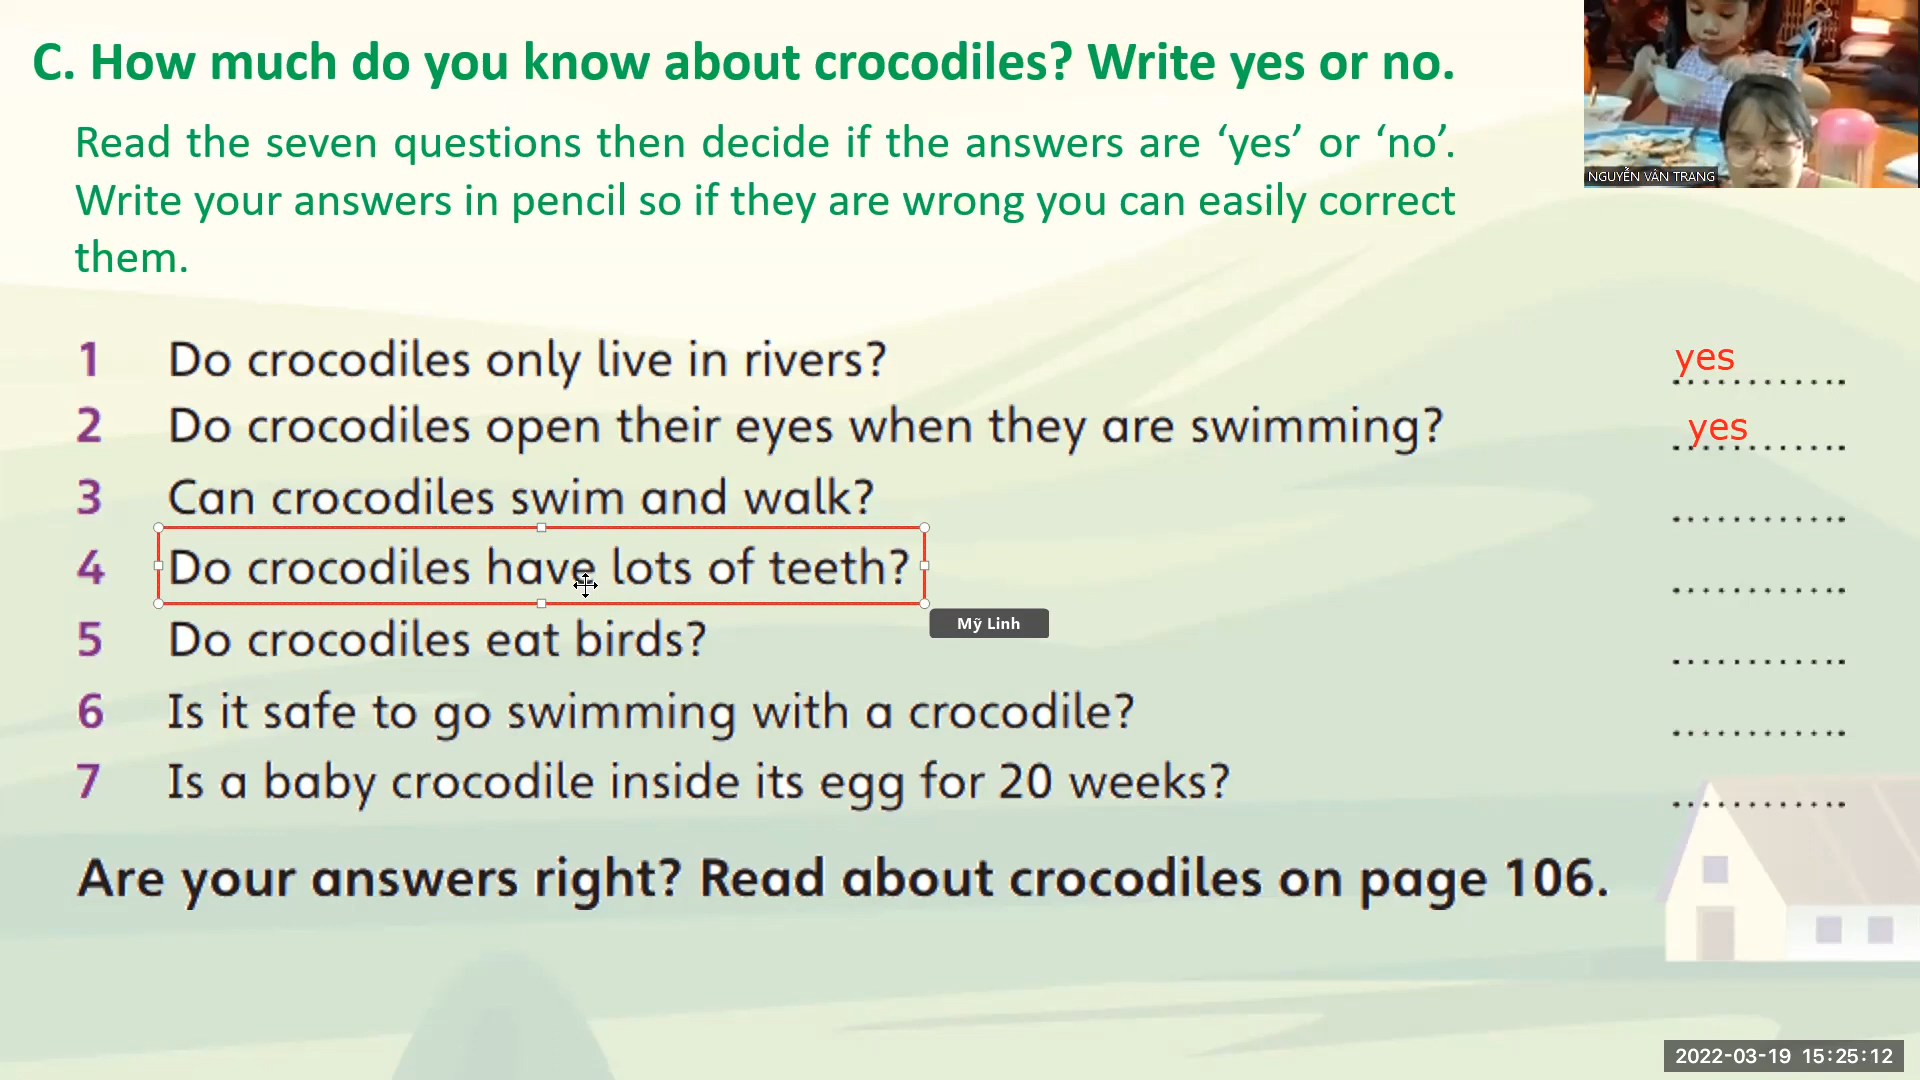 C. How much do you know about crocodiles? Write yes or no.
Read the seven questions then decide if the answers are ‘yes’ or ‘no’.
Write your answers in pencil so if they are wrong you can easily correct
them.
NGUYỄN VÂN TRANG
1 Do crocodiles only live in rivers? yes
2 Do crocodiles open their eyes when they are swimming? yes
3 Can crocodiles swim and walk?
4 Do crocodiles have lots of teeth?
Mỹ Linh
5 Do crocodiles eat birds?
6 Is it safe to go swimming with a crocodile?
7 Is a baby crocodile inside its egg for 20 weeks?
Are your answers right? Read about crocodiles on page 106.
2022-03-19 15:25:12